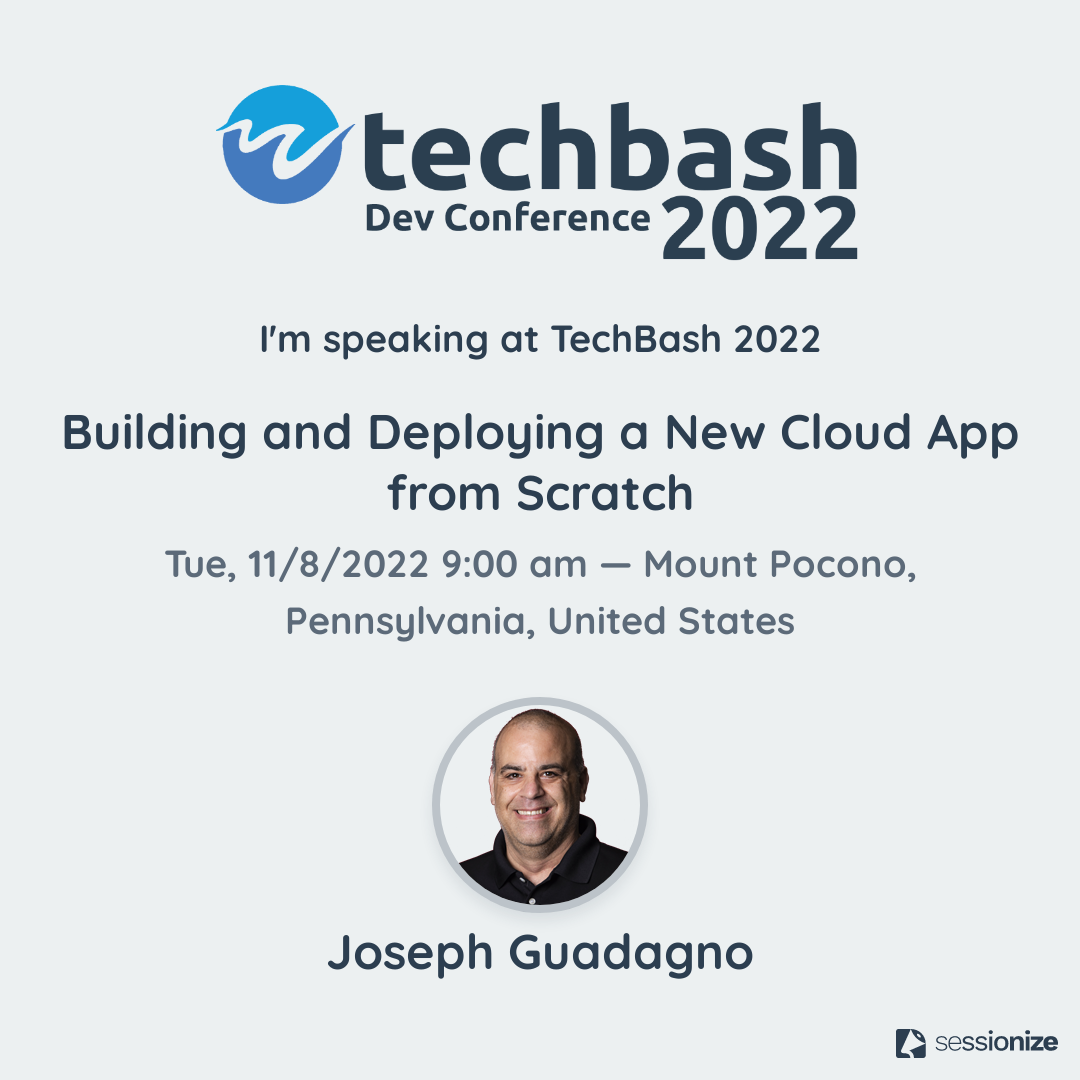 techbash
Dev Conference 2022
I'm speaking at TechBash 2022
Building and Deploying a New Cloud App
from Scratch
Tue, 11/8/2022 9:00 am — Mount Pocono,
Pennsylvania, United States
Joseph Guadagno
sessionize